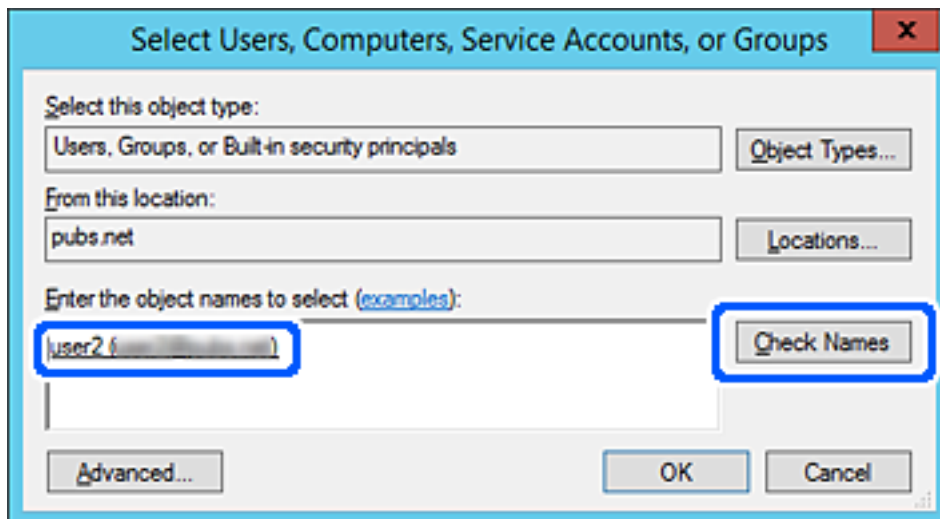 Select Users, Computers, Service Accounts, or Groups
x
Select this object type:
Users, Groups, or Built-in security principals
Object Types...
From this location:
pubs.net
Locations...
Enter the object names to select (examples):
user2 ( )
Check Names
Advanced...
OK
Cancel